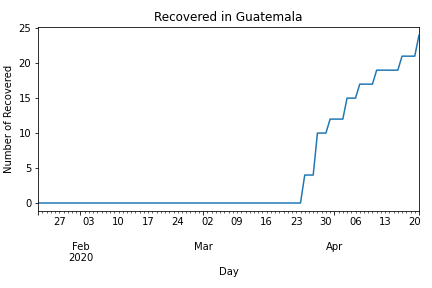 Recovered in Guatemala
Number of Recovered
25
20
15
10
5
0
27 03 10 17 24 02 09 16 23 30 06 13 20
Feb Mar Apr
2020
Day